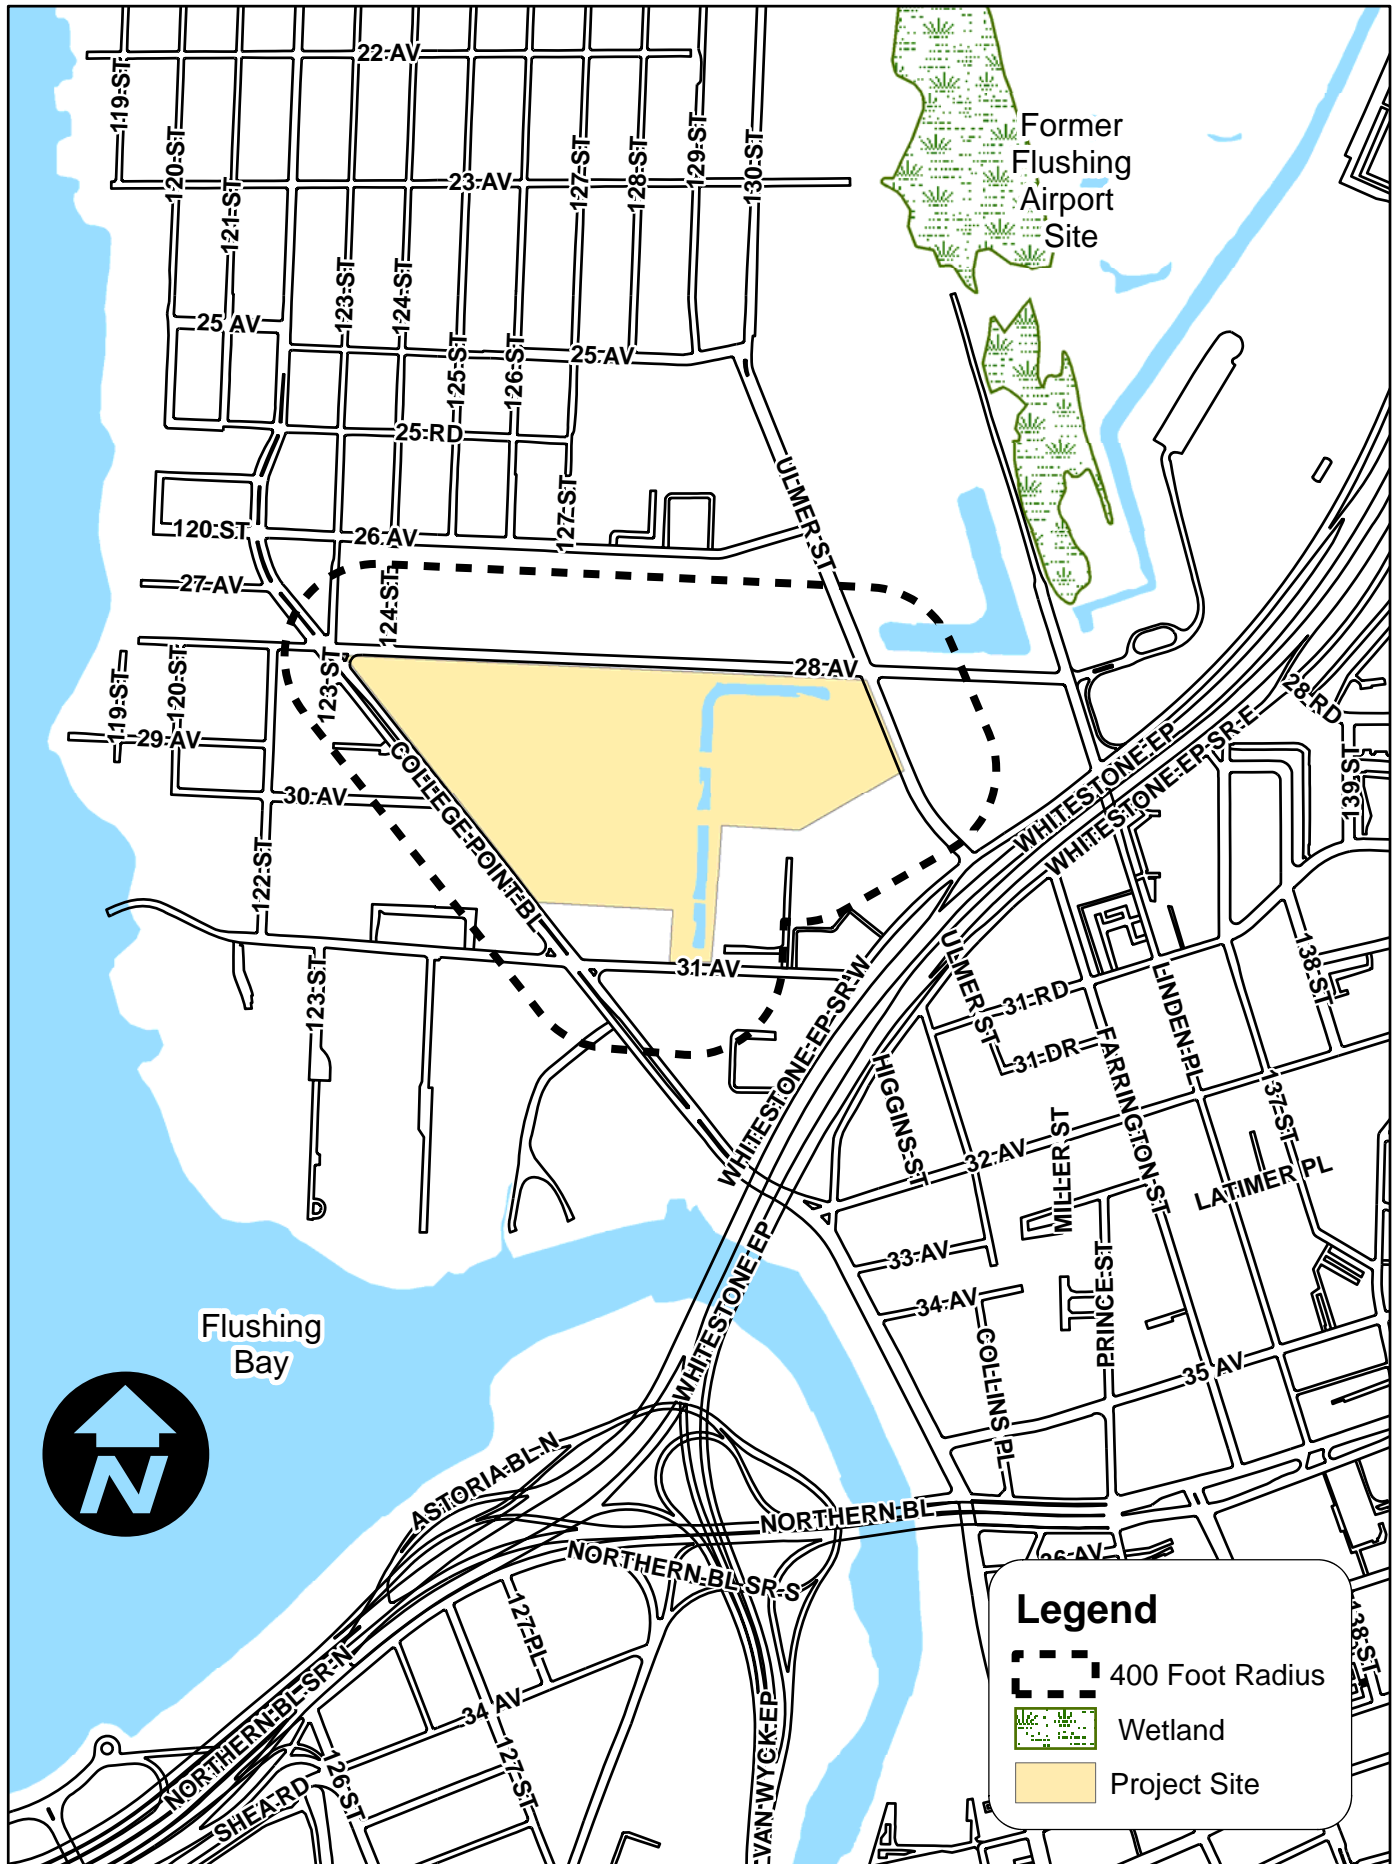 22 AV
119 ST
120 ST
121 ST
23 AV
127 ST
128 ST
129 ST
130 ST
Former
Flushing
Airport
Site
123 ST
124 ST
25 AV
25 AV
125 ST
126 ST
25 RD
ULMER ST
127 ST
120 ST
26 AV
27 AV
124 ST
28 AV
119 ST
120 ST
123 ST
29 AV
28 RD
WHITESTONE EP
WHITESTONE EP SR E
139 ST
COLLEGE POINT BL
30 AV
122 ST
31 AV
123 ST
WHITESTONE EP SR W
ULMER ST
31 RD
LINDEN PL
138 ST
31 DR
FARRINGTON ST
HIGGINS ST
137 ST
32 AV
MILLER ST
LATIMER PL
33 AV
34 AV
PRINCE ST
WHITESTONE EP
COLLINS PL
35 AV
Flushing
Bay
N
ASTORIA BL N
NORTHERN BL
NORTHERN BL SR S
36 AV
127 PL
NORTHERN BL SR N
34 AV
127 ST
126 ST
SHEA RD
VAN WYCK EP
138 ST
Legend
400 Foot Radius
Wetland
Project Site